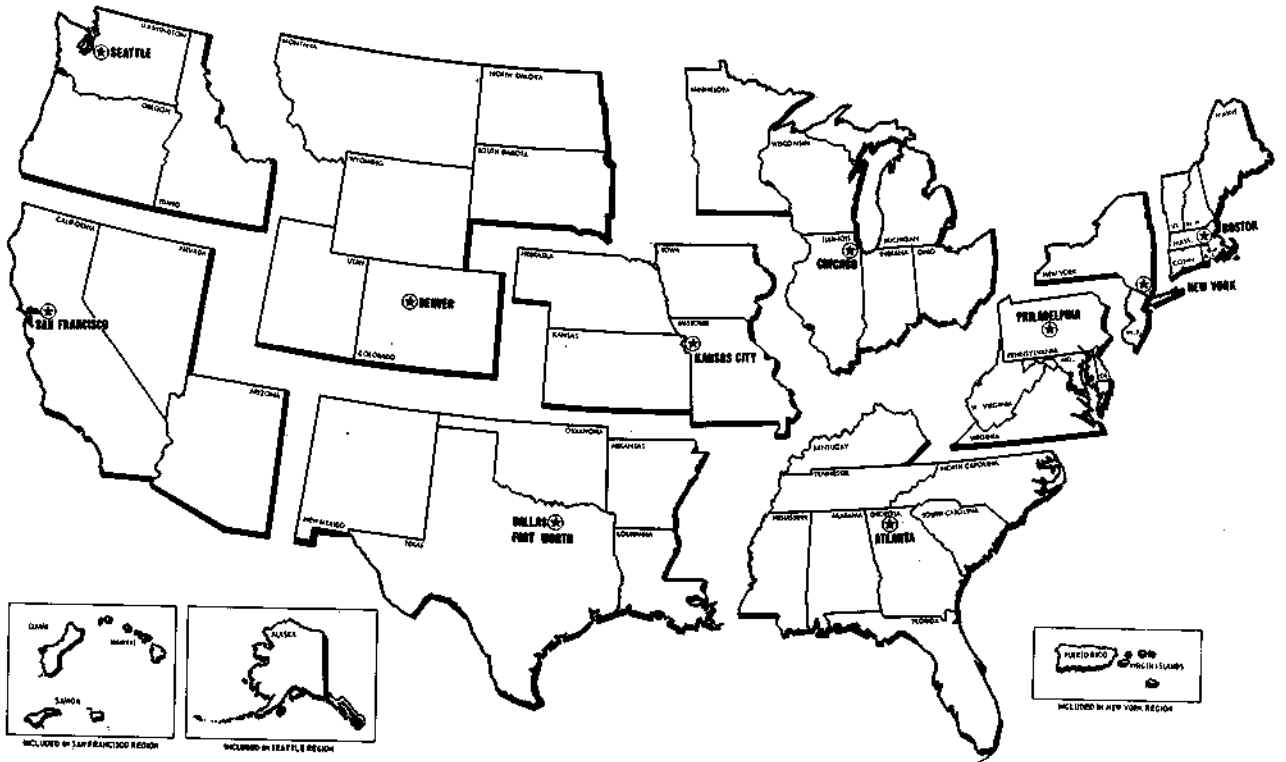 WASHINGTON
SEATTLE
OREGON
IDAHO
MONTANA
NORTH DAKOTA
SOUTH DAKOTA
WYOMING
UTAH
DENVER
COLORADO
CALIFORNIA
NEVADA
SAN FRANCISCO
ARIZONA
MINNESOTA
WISCONSIN
MICHIGAN
ILLINOIS
CHICAGO
INDIANA
OHIO
NEBRASKA
IOWA
KANSAS
MISSOURI
KANSAS CITY
MAINE
VT.
N.H.
BOSTON
MASS.
CONN.
NEW YORK
NEW YORK
N.J.
PHILADELPHIA
PENNSYLVANIA
MD.
DEL
W. VIRGINIA
VIRGINIA
NEW MEXICO
OKLAHOMA
ARKANSAS
TEXAS
DALLAS
FORT WORTH
LOUISIANA
KENTUCKY
TENNESSEE
NORTH CAROLINA
MISSISSIPPI
ALABAMA
GEORGIA
ATLANTA
SOUTH CAROLINA
FLORIDA
GUAM
HAWAII
SAMOA
INCLUDED IN SAN FRANCISCO REGION
ALASKA
INCLUDED IN SEATTLE REGION
PUERTO RICO
VIRGIN ISLANDS
INCLUDED IN NEW YORK REGION